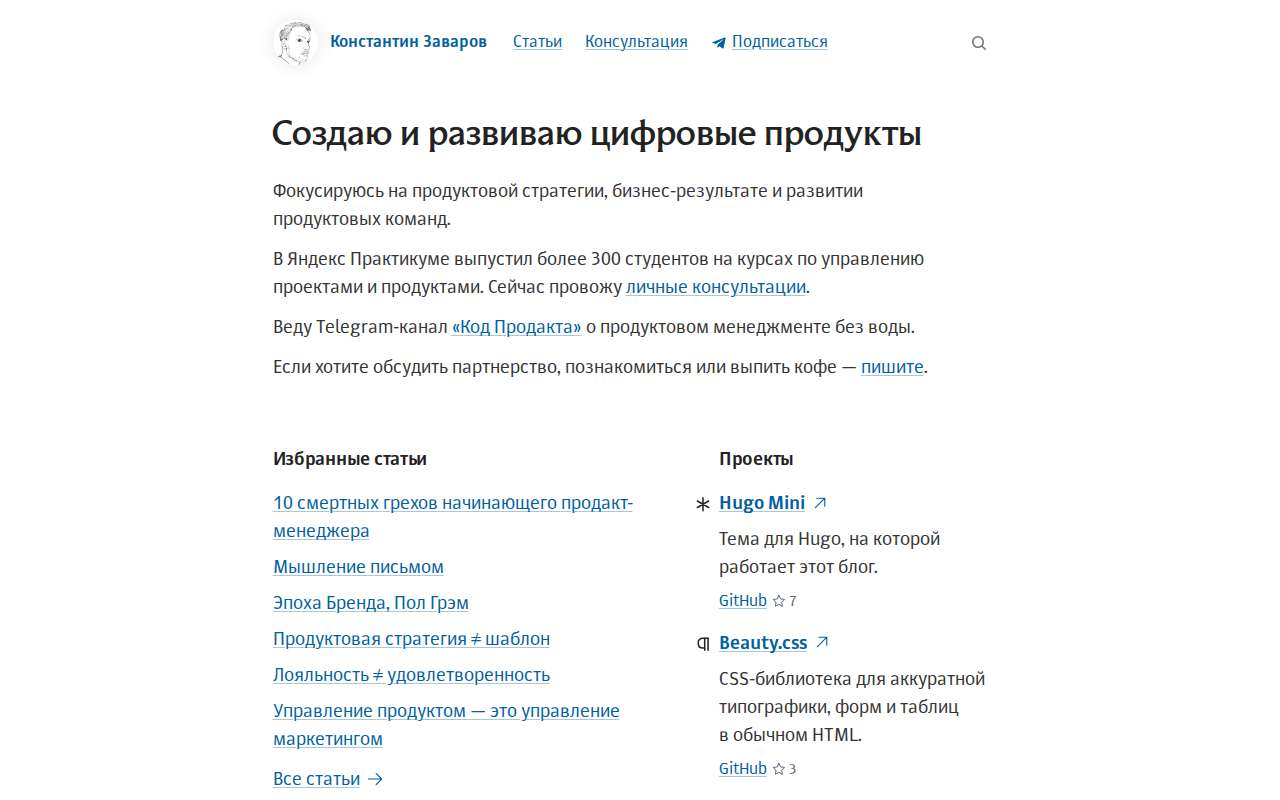 Константин Заваров Статьи Консультация Подписаться
Создаю и развиваю цифровые продукты
Фокусируюсь на продуктовой стратегии, бизнес-результате и развитии
продуктовых команд.
В Яндекс Практикуме выпустил более 300 студентов на курсах по управлению
проектами и продуктами. Сейчас провожу личные консультации.
Веду Telegram-канал «Код Продакта» о продуктовом менеджменте без воды.
Если хотите обсудить партнерство, познакомиться или выпить кофе — пишите.
Избранные статьи
10 смертных грехов начинающего продакт-
менеджера
Мышление письмом
Эпоха Бренда, Пол Грэм
Продуктовая стратегия ≠ шаблон
Лояльность ≠ удовлетворенность
Управление продуктом — это управление
маркетингом
Все статьи →
Проекты
Hugo Mini ↗
Тема для Hugo, на которой
работает этот блог.
GitHub ☆ 7
Beauty.css ↗
CSS-библиотека для аккуратной
типографики, форм и таблиц
в обычном HTML.
GitHub ☆ 3